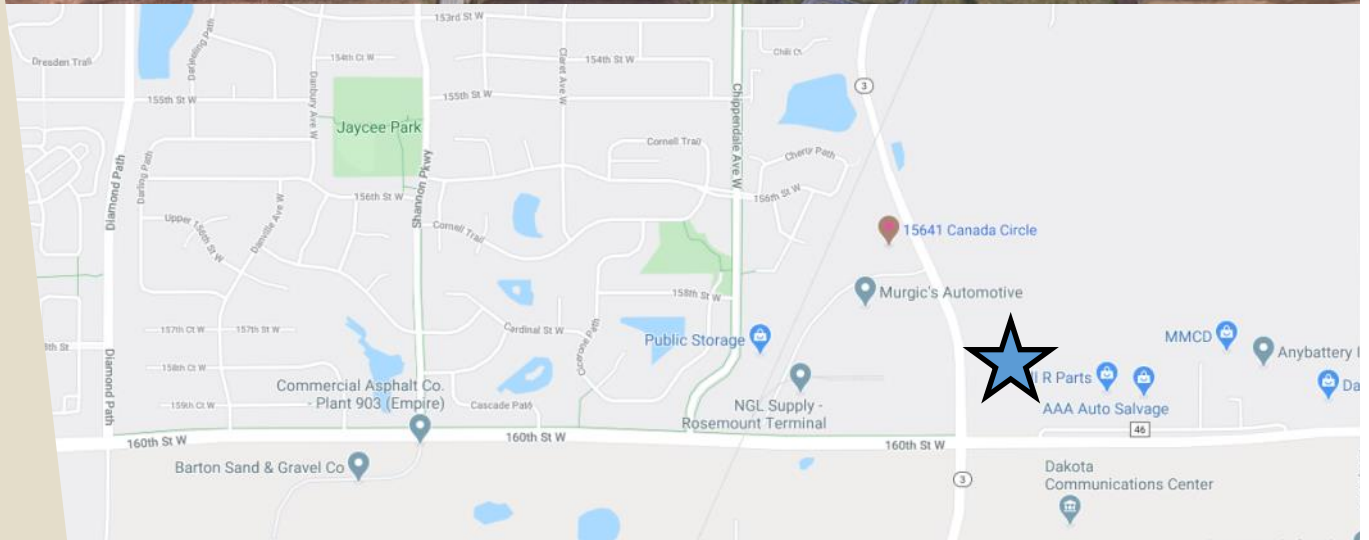 153rd St W
Dresden Trail
Darjeeling Path
154th Ct W
Claret Ave W
154th St W
Chili Ct
3
155th St W
Danbury Ave W
155th St W
Chippendale Ave W
Jaycee Park
Cornell Trail
Cherry Path
Diamond Path
Darling Path
Shannon Pkwy
156th St W
156th St W
Upper 156th St W
Danville Ave W
Cornell Trail
15641 Canada Circle
158th St W
Murgic's Automotive
157th Ct W
157th St W
Cardinal St W
Cicerone Path
Public Storage
MMCD
Anybattery
Diamond Path
158th Ct W
Commercial Asphalt Co.
- Plant 903 (Empire)
R Parts
159th Ct W
Cascade Path
NGL Supply -
Rosemount Terminal
AAA Auto Salvage
46
160th St W
160th St W
160th St W
Barton Sand & Gravel Co
3
Dakota
Communications Center